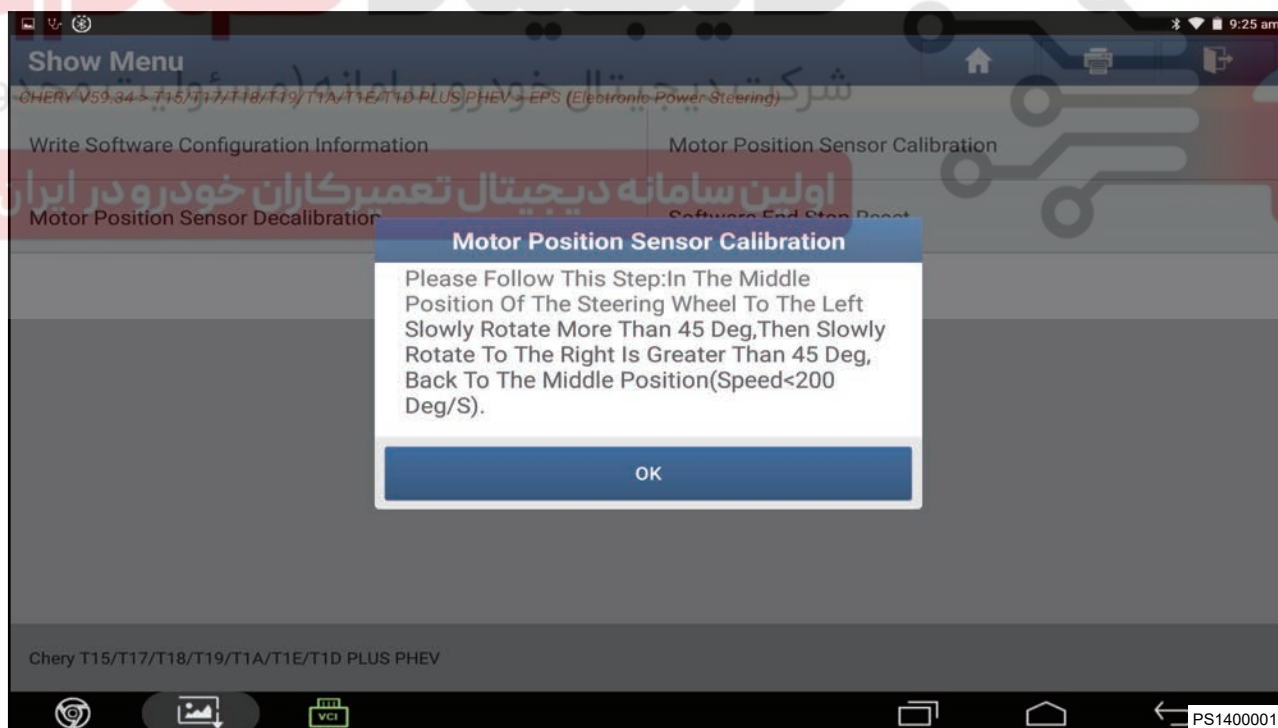 9:25 am
Show Menu
CHERY V59.34 > T15/T17/T18/T19/T1A/T1E/T1D PLUS PHEV > EPS (Electronic Power Steering)
شرکت دیجیتال خودرو سامانه (مسئولیت محدو
Write Software Configuration Information
Motor Position Sensor Calibration
اولین سامانه دیجیتال تعمیرکاران خودرو در ایران
Motor Position Sensor Decalibration
Software End Stop Reset
Motor Position Sensor Calibration
Please Follow This Step:In The Middle
Position Of The Steering Wheel To The Left
Slowly Rotate More Than 45 Deg,Then Slowly
Rotate To The Right Is Greater Than 45 Deg,
Back To The Middle Position(Speed<200
Deg/S).
OK
Chery T15/T17/T18/T19/T1A/T1E/T1D PLUS PHEV
VCI
PS1400001